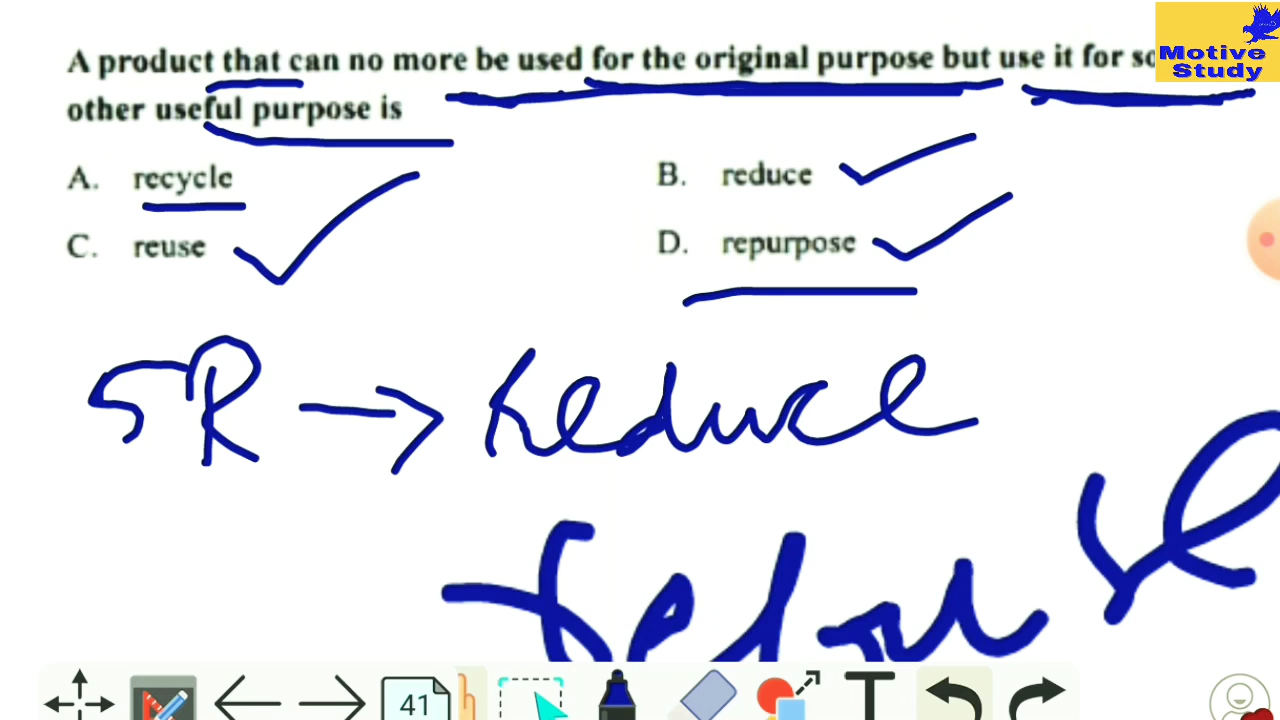 Motive
Study
A product that can no more be used for the original purpose but use it for so
other useful purpose is
A. recycle
B. reduce
C. reuse
D. repurpose
5R → Reduce
41
T